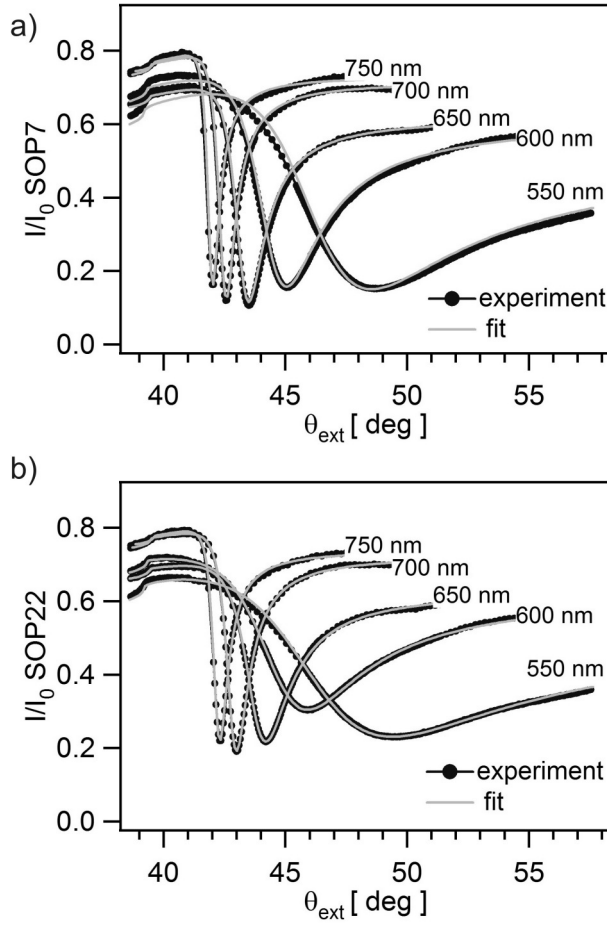 a)
0.8
0.6
0.4
0.2
0.0
I/I0 SOP7
750 nm
700 nm
650 nm
600 nm
550 nm
experiment
fit
40 45 50 55
θext [ deg ]
b)
0.8
0.6
0.4
0.2
0.0
I/I0 SOP22
750 nm
700 nm
650 nm
600 nm
550 nm
experiment
fit
40 45 50 55
θext [ deg ]